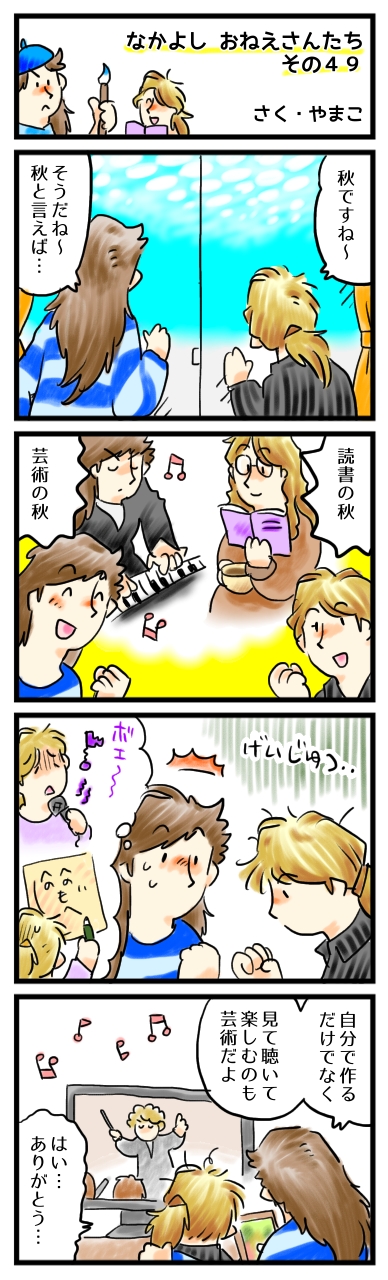 なかよし おねえさんたち
その４９
さく・やまこ
秋ですね〜
そうだね〜
秋と言えば…
読書の秋
芸術の秋
げいじゅつ‥
ボエ〜
自分で作る
だけでなく
見て聴いて
楽しむのも
芸術だよ
はい…
ありがとう…